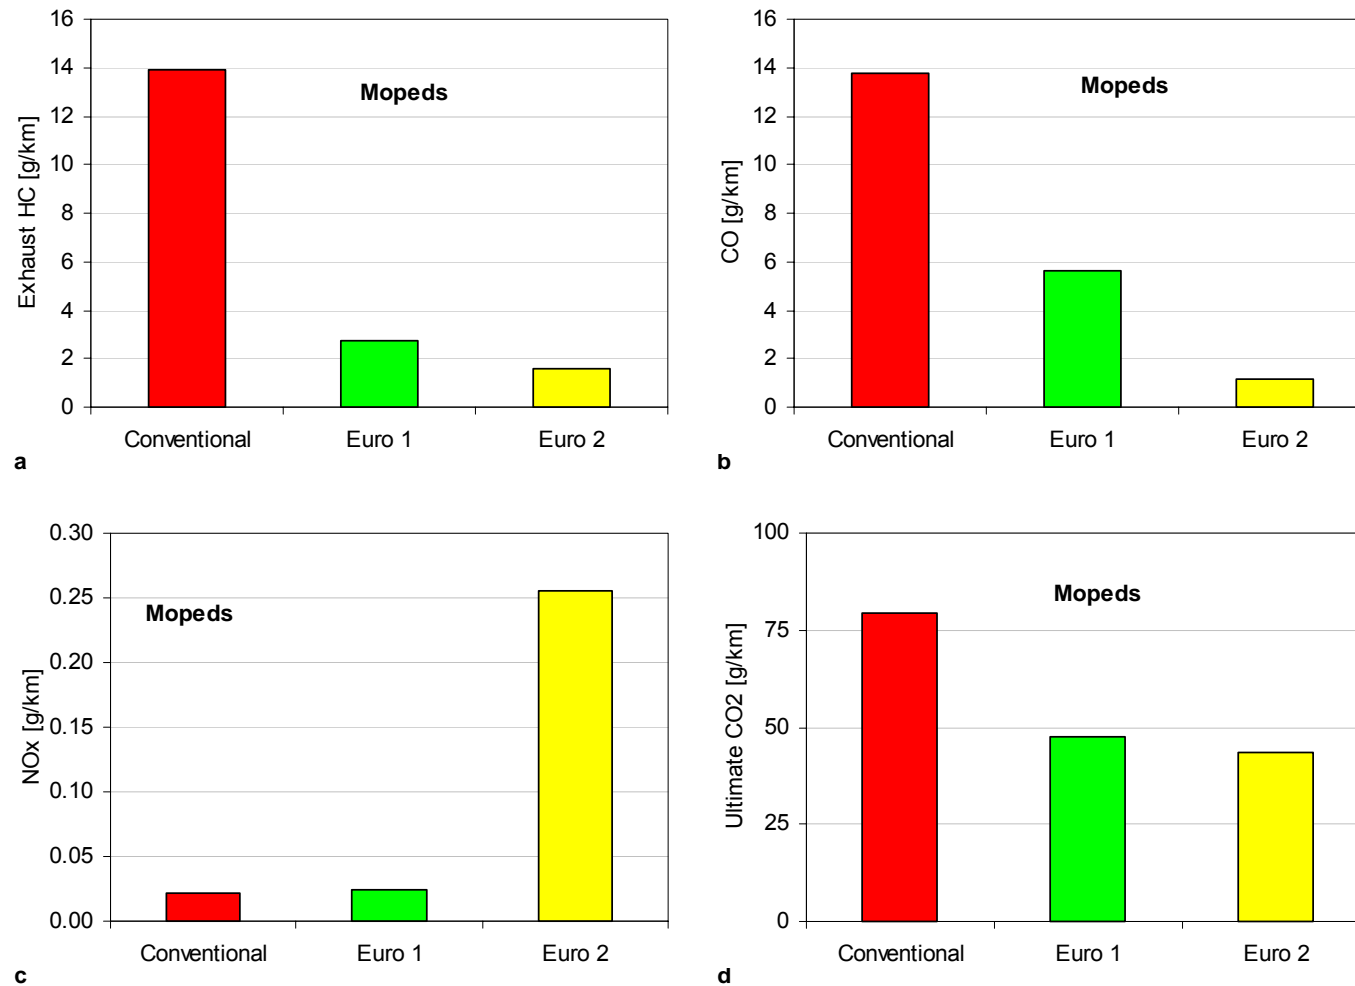 16
14
12
10
8
6
4
2
0
Exhaust HC [g/km]
Mopeds
Conventional Euro 1 Euro 2
a
16
14
12
10
8
6
4
2
0
CO [g/km]
Mopeds
Conventional Euro 1 Euro 2
b
0.30
0.25
0.20
0.15
0.10
0.05
0.00
NOx [g/km]
Mopeds
Conventional Euro 1 Euro 2
c
100
75
50
25
0
Ultimate CO2 [g/km]
Mopeds
Conventional Euro 1 Euro 2
d